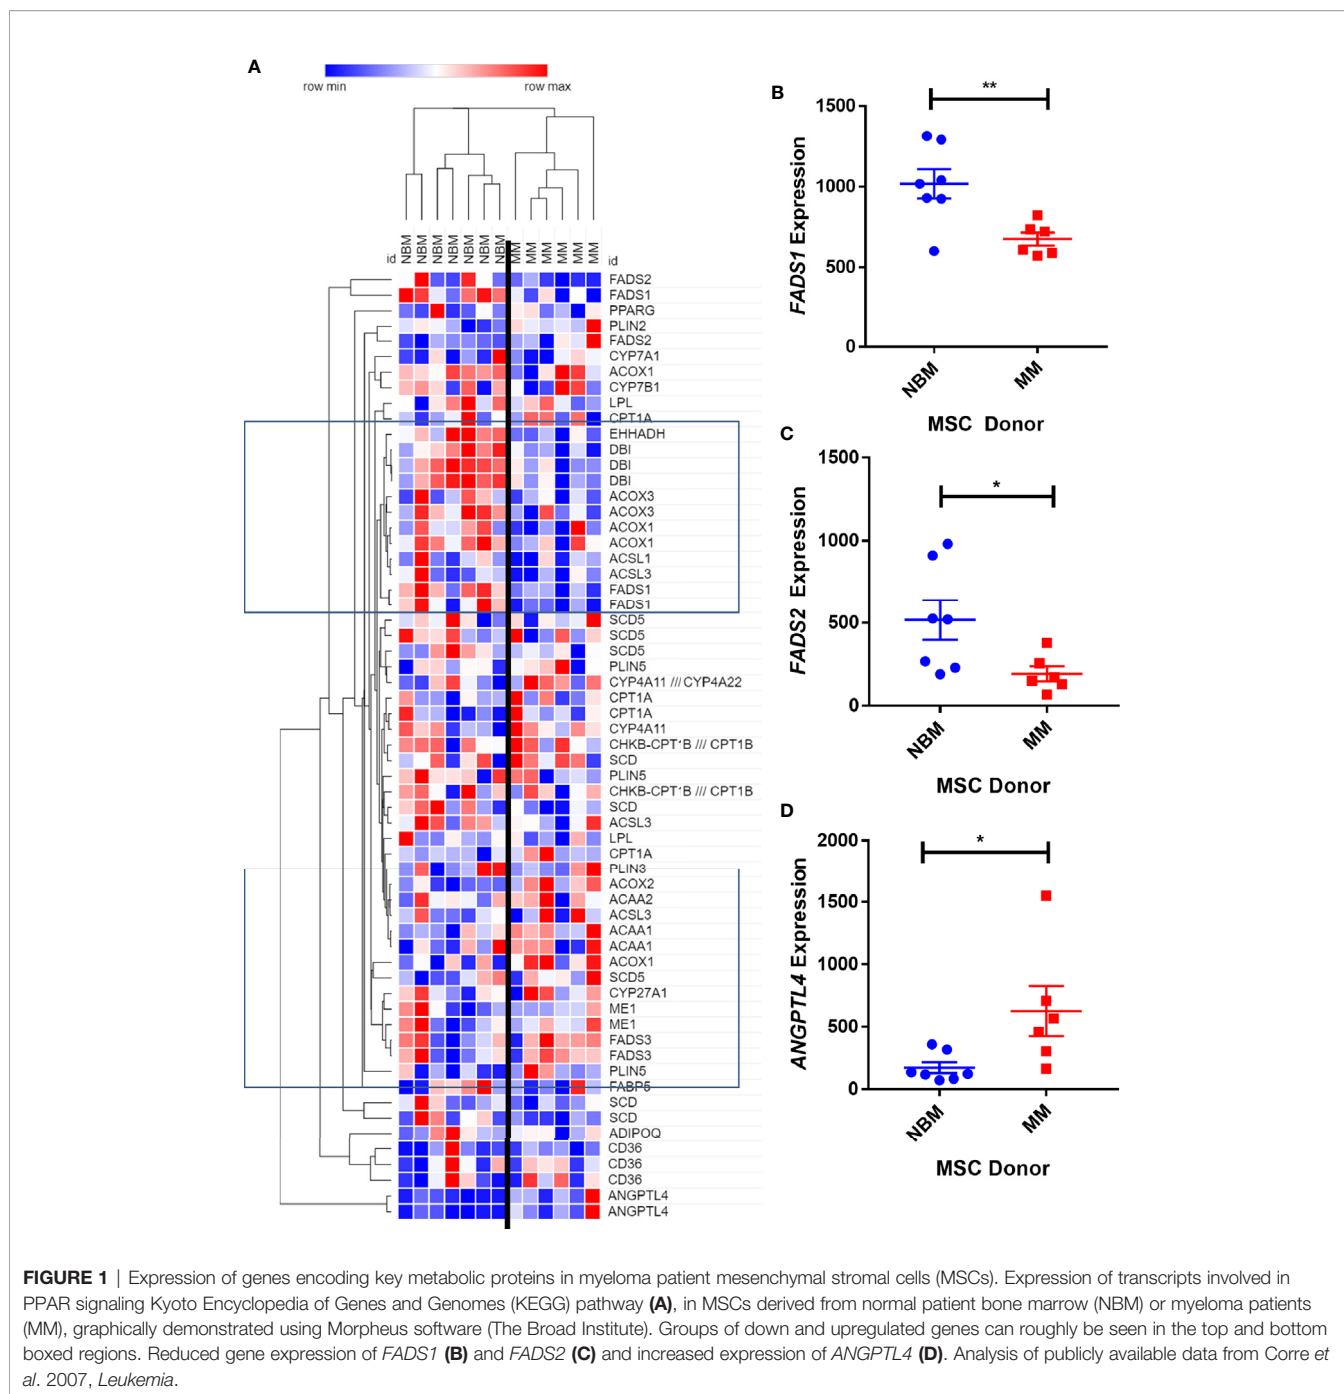 A
row min
row max
NBM NBM NBM NBM NBM NBM NBM MM MM MM MM MM MM
id
id
FADS2
FADS1
PPARG
PLIN2
FADS2
CYP7A1
ACOX1
CYP7B1
LPL
CPT1A
EHHADH
DBI
DBI
DBI
ACOX3
ACOX3
ACOX1
ACOX1
ACSL1
ACSL3
FADS1
FADS1
SCD5
SCD5
SCD5
PLIN5
CYP4A11 /// CYP4A22
CPT1A
CPT1A
CYP4A11
CHKB-CPT1B /// CPT1B
SCD
PLIN5
CHKB-CPT1B /// CPT1B
SCD
ACSL3
LPL
CPT1A
PLIN3
ACOX2
ACAA2
ACSL3
ACAA1
ACAA1
ACOX1
SCD5
CYP27A1
ME1
ME1
FADS3
FADS3
PLIN5
FABP5
SCD
SCD
ADIPOQ
CD36
CD36
CD36
ANGPTL4
ANGPTL4
B
**
1500
1000
500
0
FADS1 Expression
NBM
MM
MSC Donor
C
*
1500
1000
500
0
FADS2 Expression
NBM
MM
MSC Donor
D
*
2000
1500
1000
500
0
ANGPTL4 Expression
NBM
MM
MSC Donor
FIGURE 1 | Expression of genes encoding key metabolic proteins in myeloma patient mesenchymal stromal cells (MSCs). Expression of transcripts involved in
PPAR signaling Kyoto Encyclopedia of Genes and Genomes (KEGG) pathway (A), in MSCs derived from normal patient bone marrow (NBM) or myeloma patients
(MM), graphically demonstrated using Morpheus software (The Broad Institute). Groups of down and upregulated genes can roughly be seen in the top and bottom
boxed regions. Reduced gene expression of FADS1 (B) and FADS2 (C) and increased expression of ANGPTL4 (D). Analysis of publicly available data from Corre et
al. 2007, Leukemia.